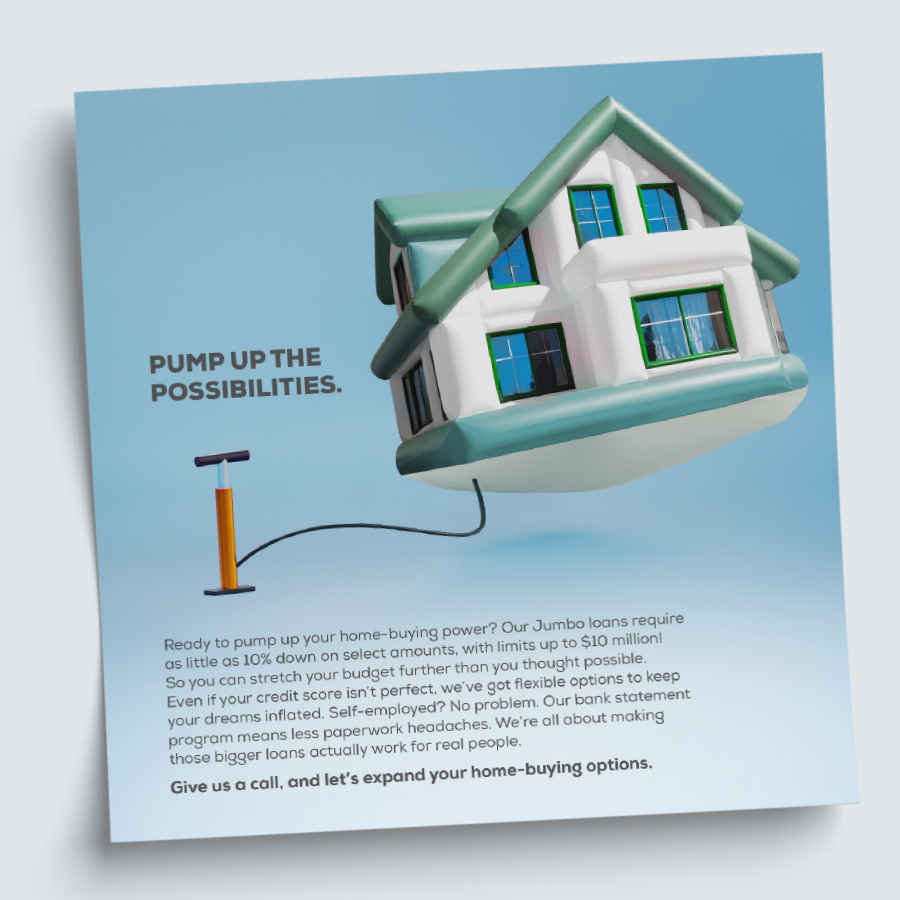 PUMP UP THE
POSSIBILITIES.
Ready to pump up your home-buying power? Our Jumbo loans require
as little as 10% down on select amounts, with limits up to $10 million!
So you can stretch your budget further than you thought possible.
Even if your credit score isn't perfect, we've got flexible options to keep
your dreams inflated. Self-employed? No problem. Our bank statement
program means less paperwork headaches. We're all about making
those bigger loans actually work for real people.
Give us a call, and let's expand your home-buying options.